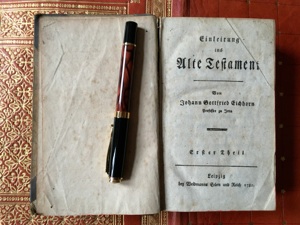 Einleitung
ins
Alte Testament
Von
Johann Gottfried Eichhorn
Professor zu Jena
Erster Theil
Leipzig
bey Weidmanns Erben und Reich 1780.